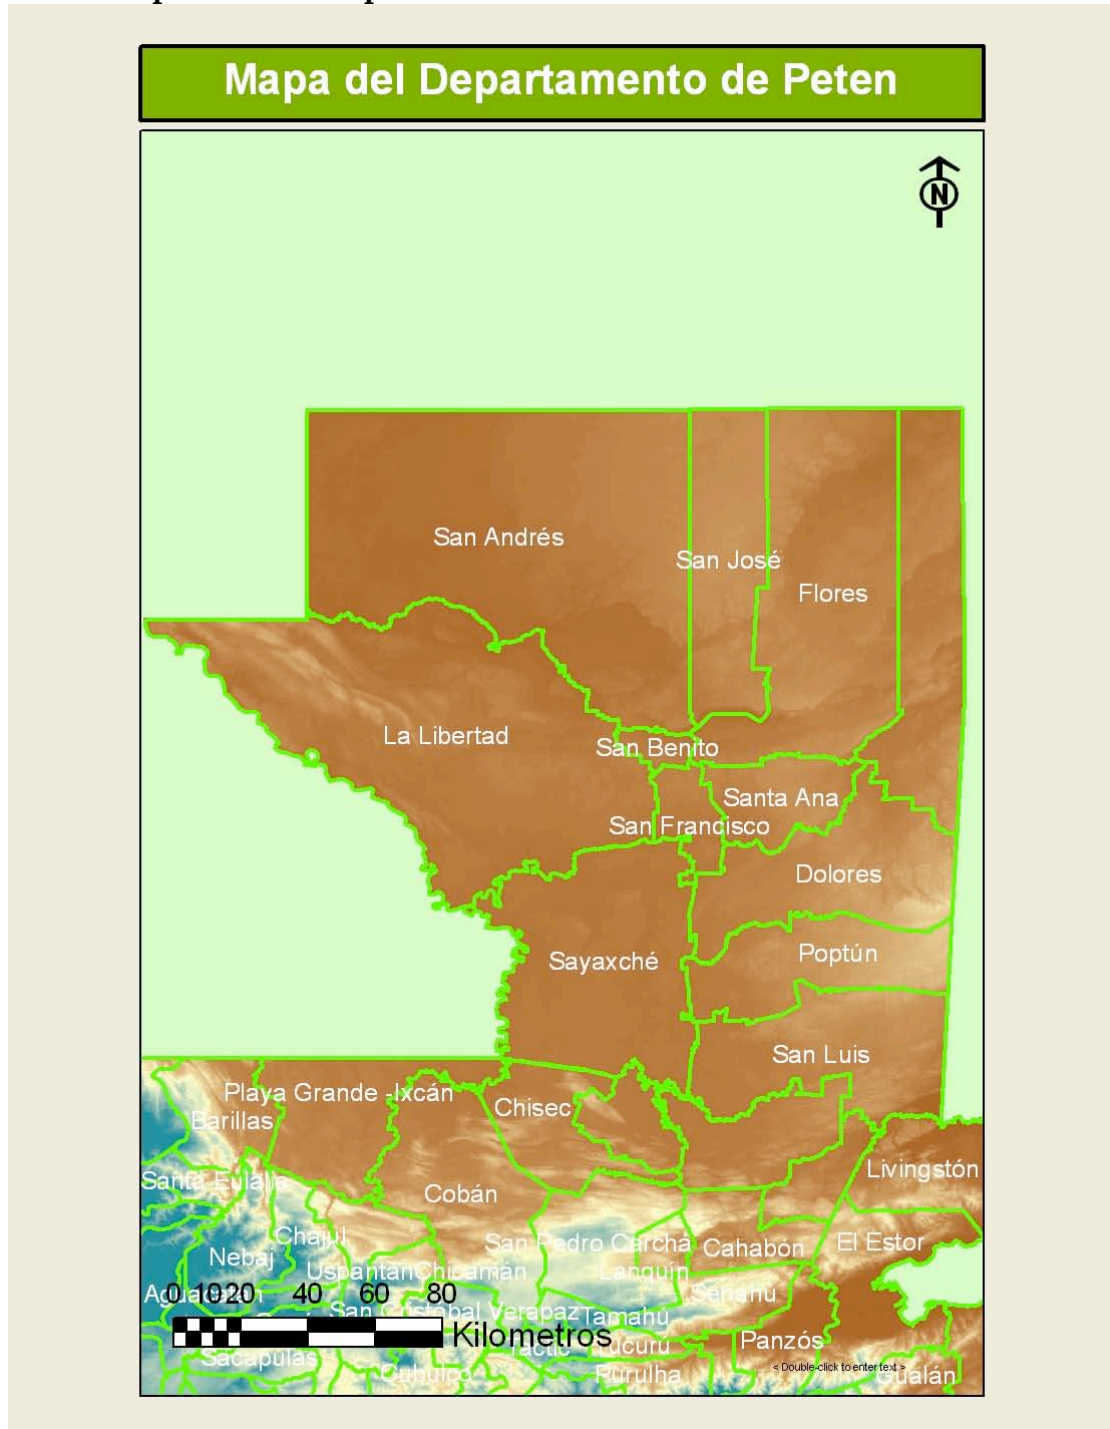 Mapa del Departamento de Peten
N
San Andrés
San José
Flores
La Libertad
San Benito
Santa Ana
San Francisco
Dolores
Poptún
Sayaxché
San Luis
Playa Grande -Ixcán
Chisec
Barillas
Livingstón
Santa Eulalia
Cobán
Chajul
San Pedro Carchá
Cahabón
El Estor
Nebaj
Uspantán
Chicamán
Lanquín
Senahú
0 10 20 40 60 80
San Cristóbal Verapaz
Tamahú
Kilometros
Panzós
Tactic
Tucurú
Sacapulas
Cubulco
Purulha
< Double-click to enter text >
Gualán